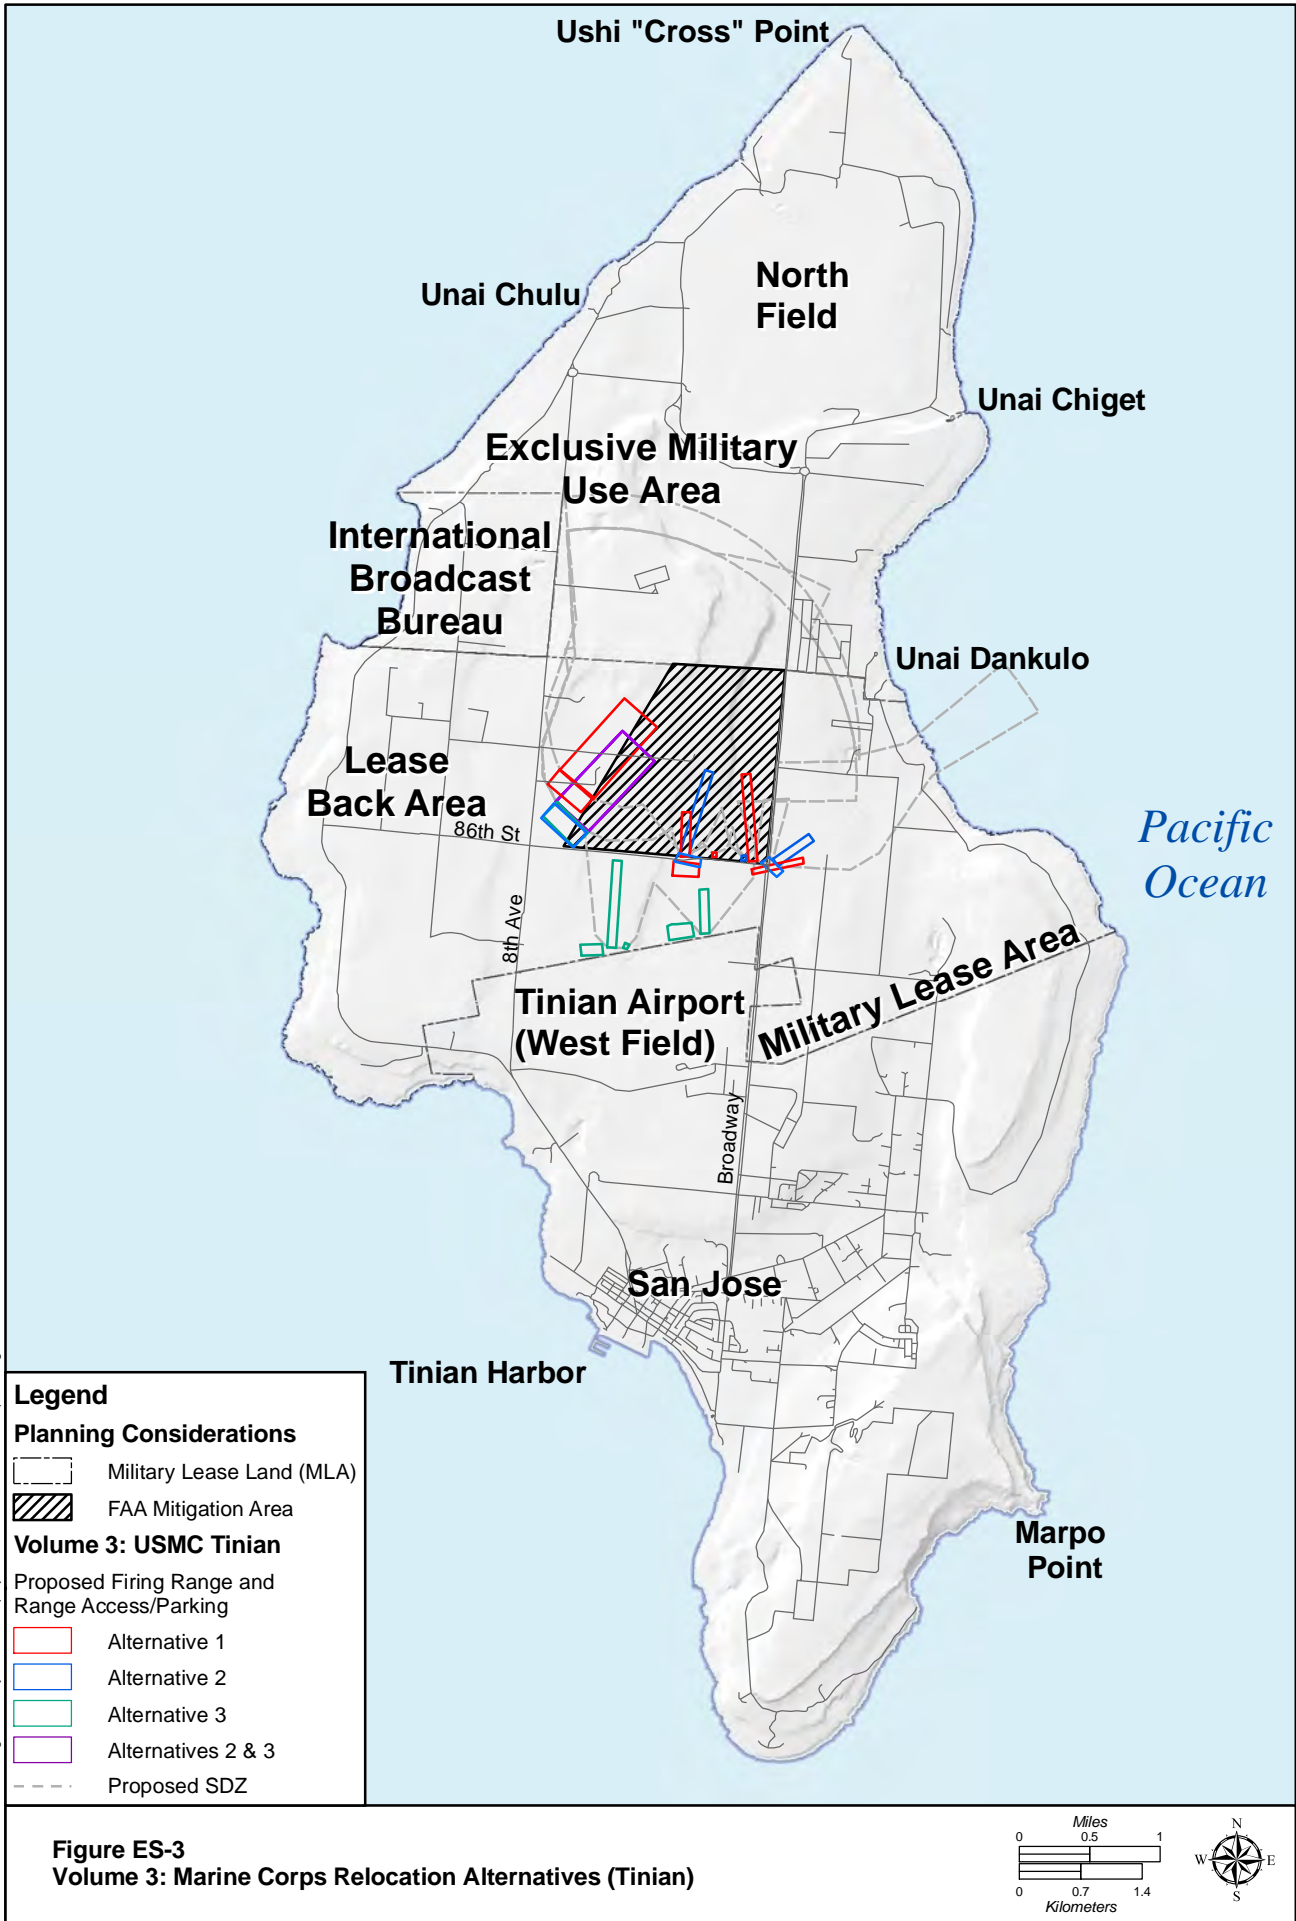 Ushi "Cross" Point
North
Field
Unai Chulu
Unai Chiget
Exclusive Military
Use Area
International
Broadcast
Bureau
Unai Dankulo
Lease
Back Area
86th St
Pacific
Ocean
8th Ave
Military Lease Area
Tinian Airport
(West Field)
Broadway
San Jose
Tinian Harbor
Marpo
Point
Legend
Planning Considerations
Military Lease Land (MLA)
FAA Mitigation Area
Volume 3: USMC Tinian
Proposed Firing Range and
Range Access/Parking
Alternative 1
Alternative 2
Alternative 3
Alternatives 2 & 3
Proposed SDZ
Figure ES-3
Volume 3: Marine Corps Relocation Alternatives (Tinian)
Miles
0 0.5 1
0 0.7 1.4
Kilometers
N
W E
S